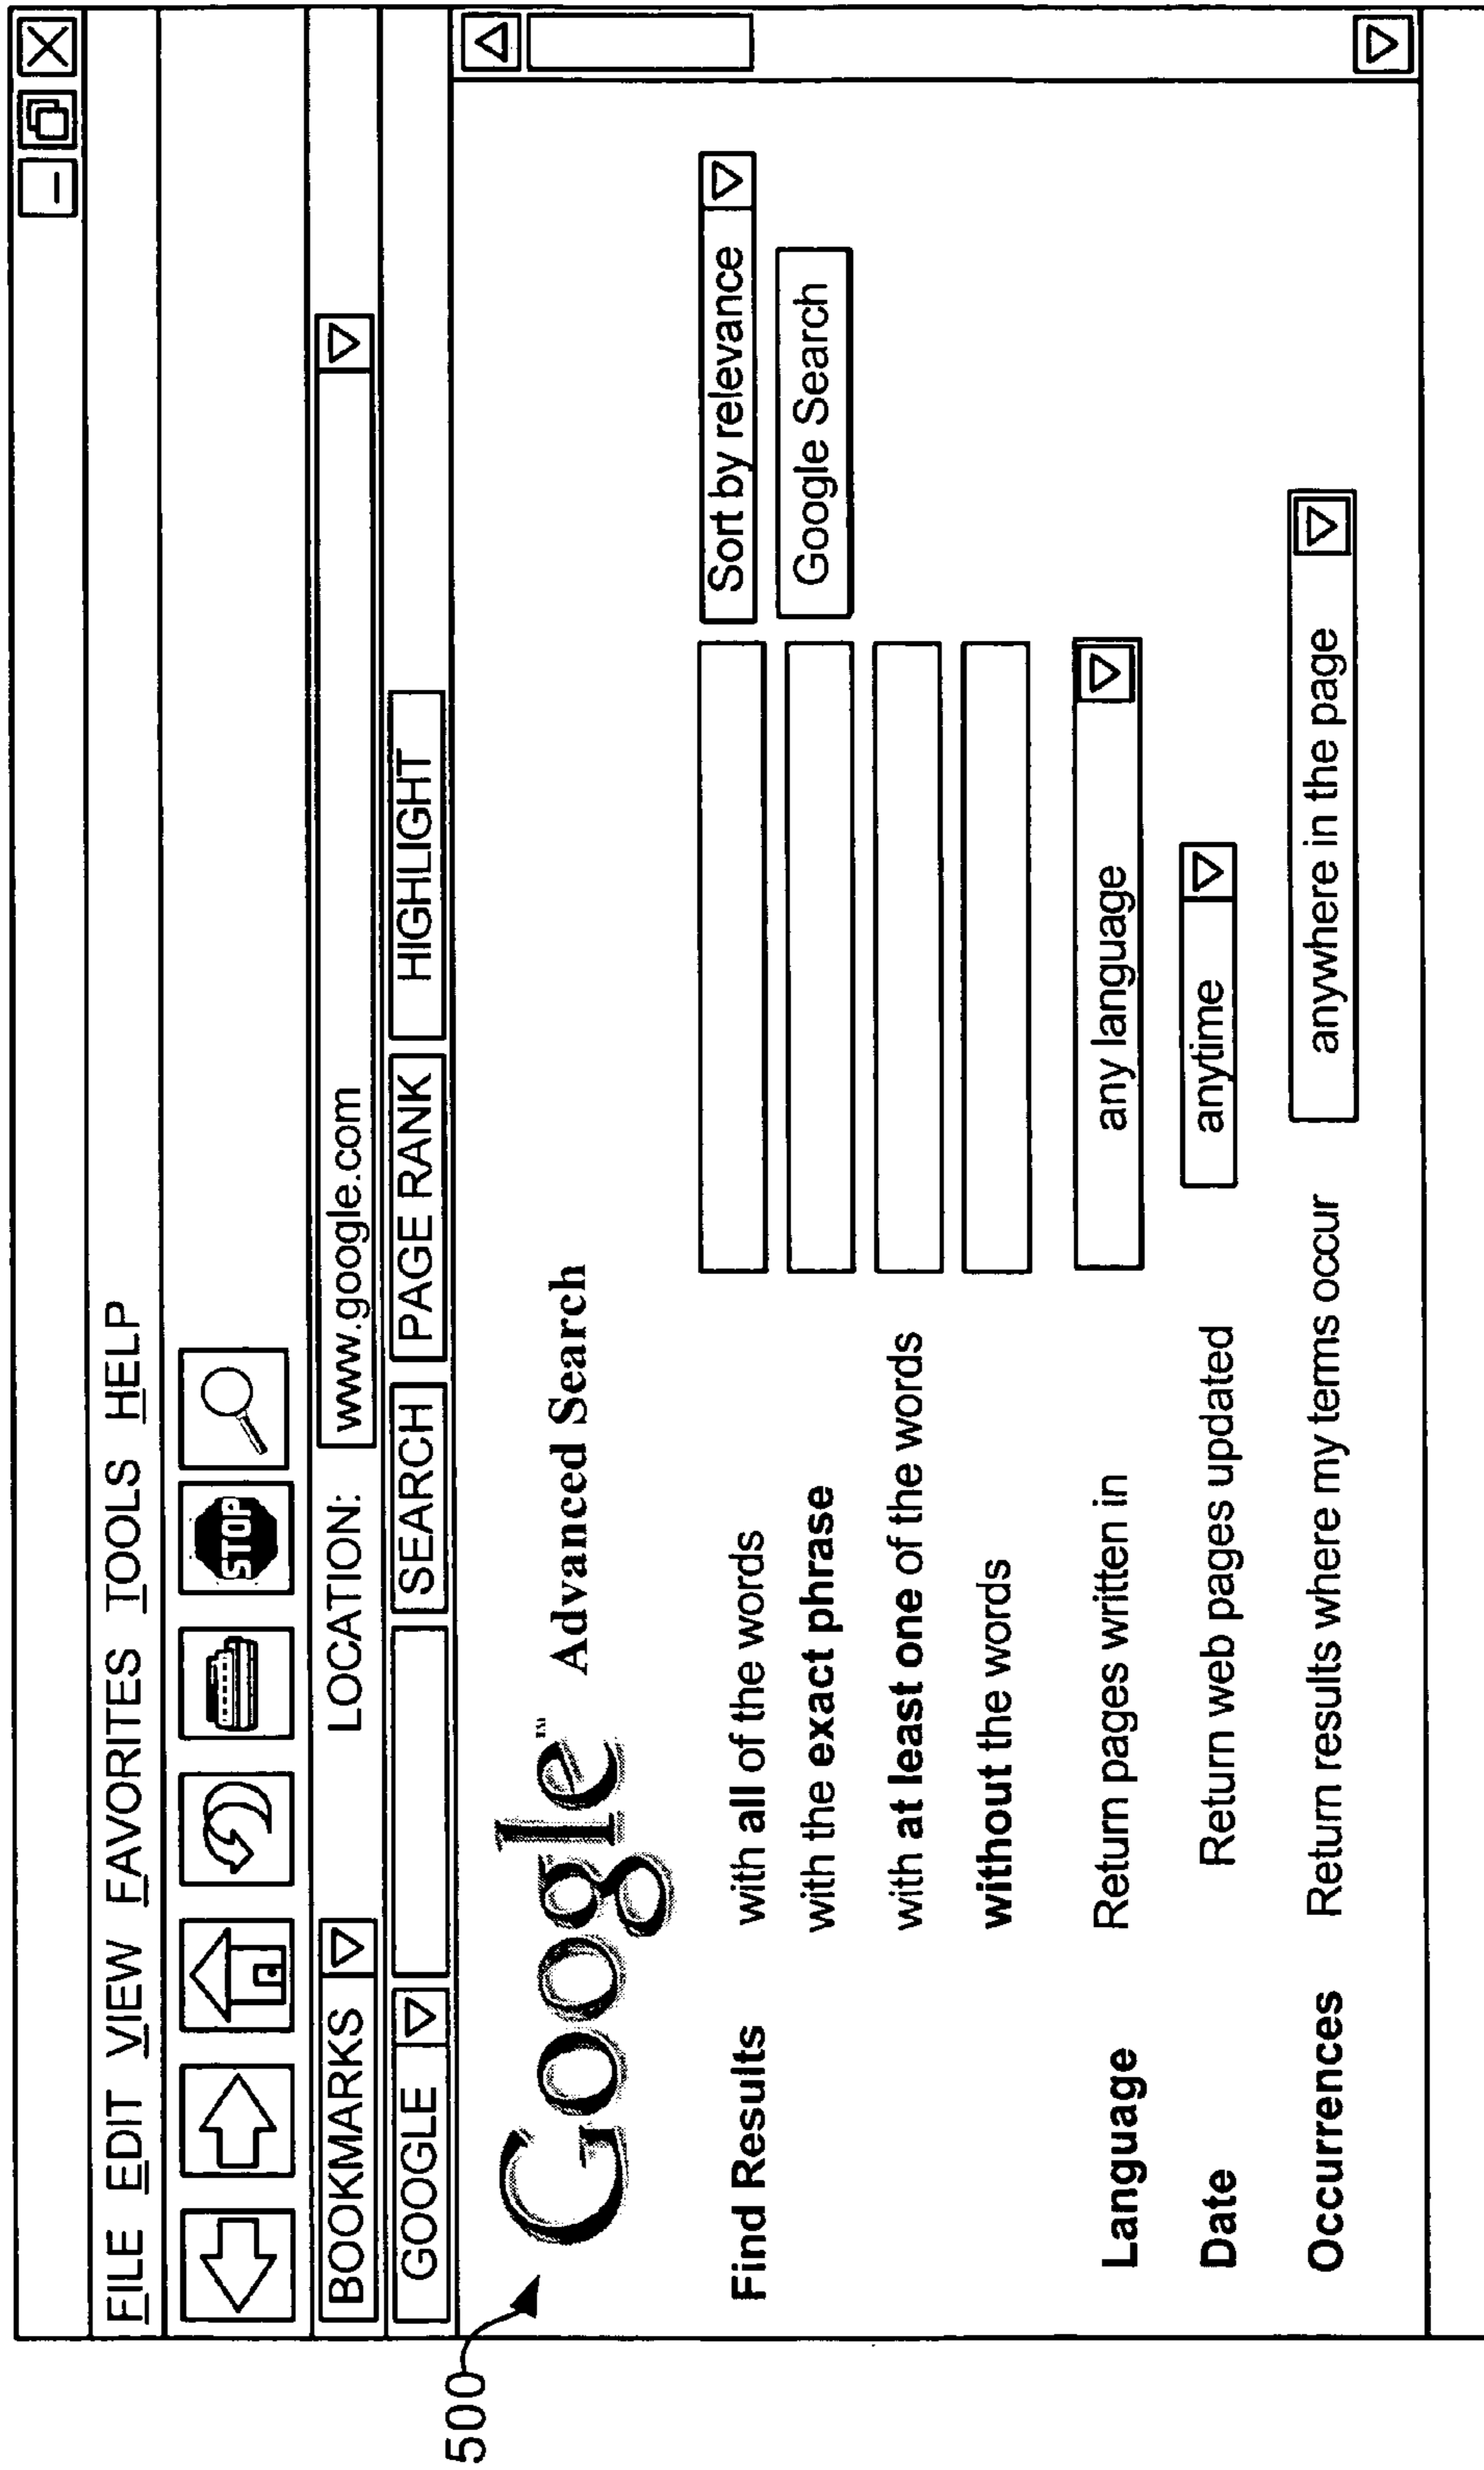 FILE EDIT VIEW FAVORITES TOOLS HELP
STOP
BOOKMARKS LOCATION: www.google.com
GOOGLE SEARCH PAGE RANK HIGHLIGHT
500
Google™ Advanced Search
Find Results with all of the words Sort by relevance
with the exact phrase Google Search
with at least one of the words
without the words
Language Return pages written in any language
Date Return web pages updated anytime
Occurrences Return results where my terms occur anywhere in the page